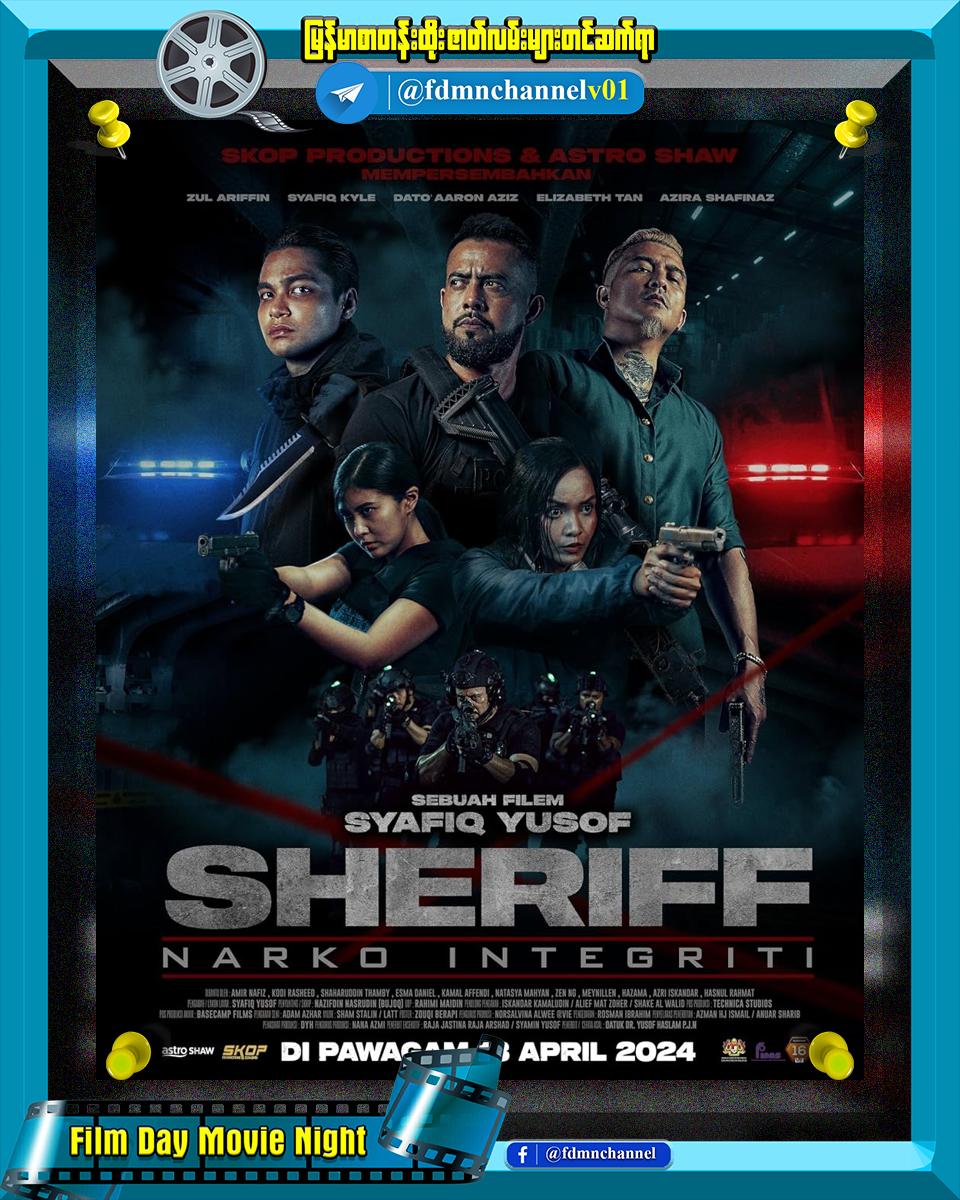 မြန်မာစာတန်းထိုးဇာတ်လမ်းများတင်ဆက်ရာ
@fdmnchannelv01
SKOP PRODUCTIONS & ASTRO SHAW
MEMPERSEMBAHKAN
ZUL ARIFFIN SYAFIQ KYLE DATO' AARON AZIZ ELIZABETH TAN AZIRA SHAFINAZ
SEBUAH FILEM
SYAFIQ YUSOF
SHERIFF
NARKO INTEGRITI
AMIR NAFIZ, KODI RASHEED, SHAHARUDDIN THAMBY, ESMA DANIEL, KAMAL AFFENDI, NATASYA MAHYAN, ZEN NG, MEYNILLEN, HAZAMA, AZRI ISKANDAR, HASNUL RAHMAT
SYAFIQ YUSOF NAZIFDIN NASRUDIN (DUJOQ) RAHIMI MAIDIN ISKANDAR KAMALUDIN / ALIEF MAT ZOHER / SHAKE AL WALID TECHNICA STUDIOS
BASECAMP FILMS ADAM AZHAR SHAM STALIN / LATT ZOUQI BERAPI NORSALVINA ALWEE @VIE ROSMAN IBRAHIM AZMAN HJ ISMAIL / ANUAR SHARIB
DYH NANA AZMI RAJA JASTINA RAJA ARSHAD / SYAMIN YUSOF DATUK DR. YUSOF HASLAM P.J.N
astro SHAW SKOP DI PAWAGAM APRIL 2024 Finas 16
Film Day Movie Night
@fdmnchannel